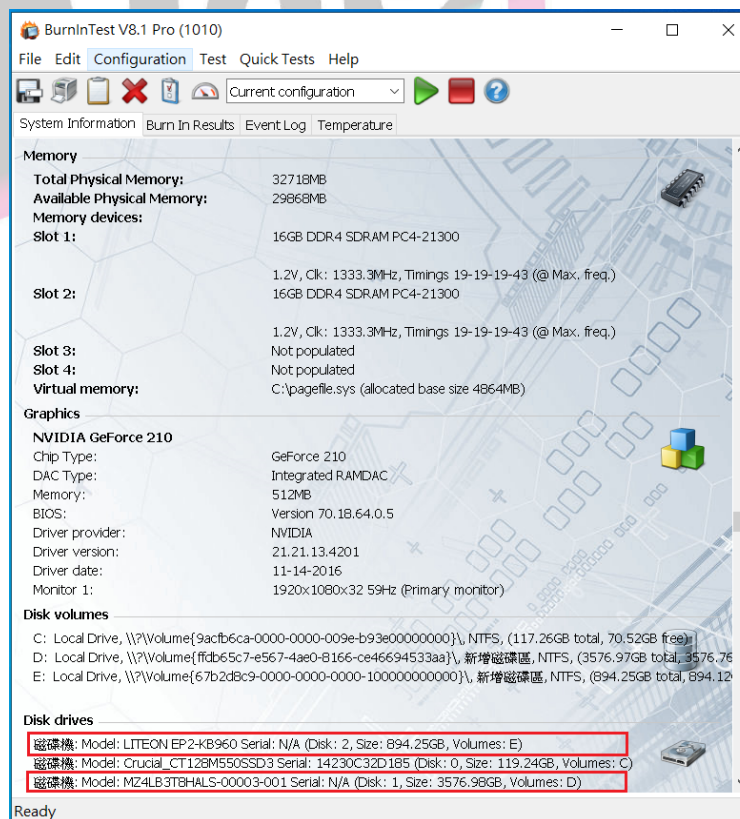 BurnInTest V8.1 Pro (1010)
File Edit Configuration Test Quick Tests Help
Current configuration
System Information Burn In Results Event Log Temperature
Memory
Total Physical Memory: 32718MB
Available Physical Memory: 29868MB
Memory devices:
Slot 1: 16GB DDR4 SDRAM PC4-21300
1.2V, Clk: 1333.3MHz, Timings 19-19-19-43 (@ Max. freq.)
Slot 2: 16GB DDR4 SDRAM PC4-21300
1.2V, Clk: 1333.3MHz, Timings 19-19-19-43 (@ Max. freq.)
Slot 3: Not populated
Slot 4: Not populated
Virtual memory: C:\pagefile.sys (allocated base size 4864MB)
Graphics
NVIDIA GeForce 210
Chip Type: GeForce 210
DAC Type: Integrated RAMDAC
Memory: 512MB
BIOS: Version 70.18.64.0.5
Driver provider: NVIDIA
Driver version: 21.21.13.4201
Driver date: 11-14-2016
Monitor 1: 1920x1080x32 59Hz (Primary monitor)
Disk volumes
C: Local Drive, \\?\Volume{9acfb6ca-0000-0000-009e-b93e00000000}\, NTFS, (117.26GB total, 70.52GB free)
D: Local Drive, \\?\Volume{ffdb65c7-e567-4ae0-8166-ce46694533aa}\, 新增磁碟區, NTFS, (3576.97GB total, 3576.76
E: Local Drive, \\?\Volume{67b2d8c9-0000-0000-0000-100000000000}\, 新增磁碟區, NTFS, (894.25GB total, 894.12
Disk drives
磁碟機: Model: LITEON EP2-KB960 Serial: N/A (Disk: 2, Size: 894.25GB, Volumes: E)
磁碟機: Model: Crucial_CT128M550SSD3 Serial: 14230C32D185 (Disk: 0, Size: 119.24GB, Volumes: C)
磁碟機: Model: MZ4LB3T8HALS-00003-001 Serial: N/A (Disk: 1, Size: 3576.98GB, Volumes: D)
Ready